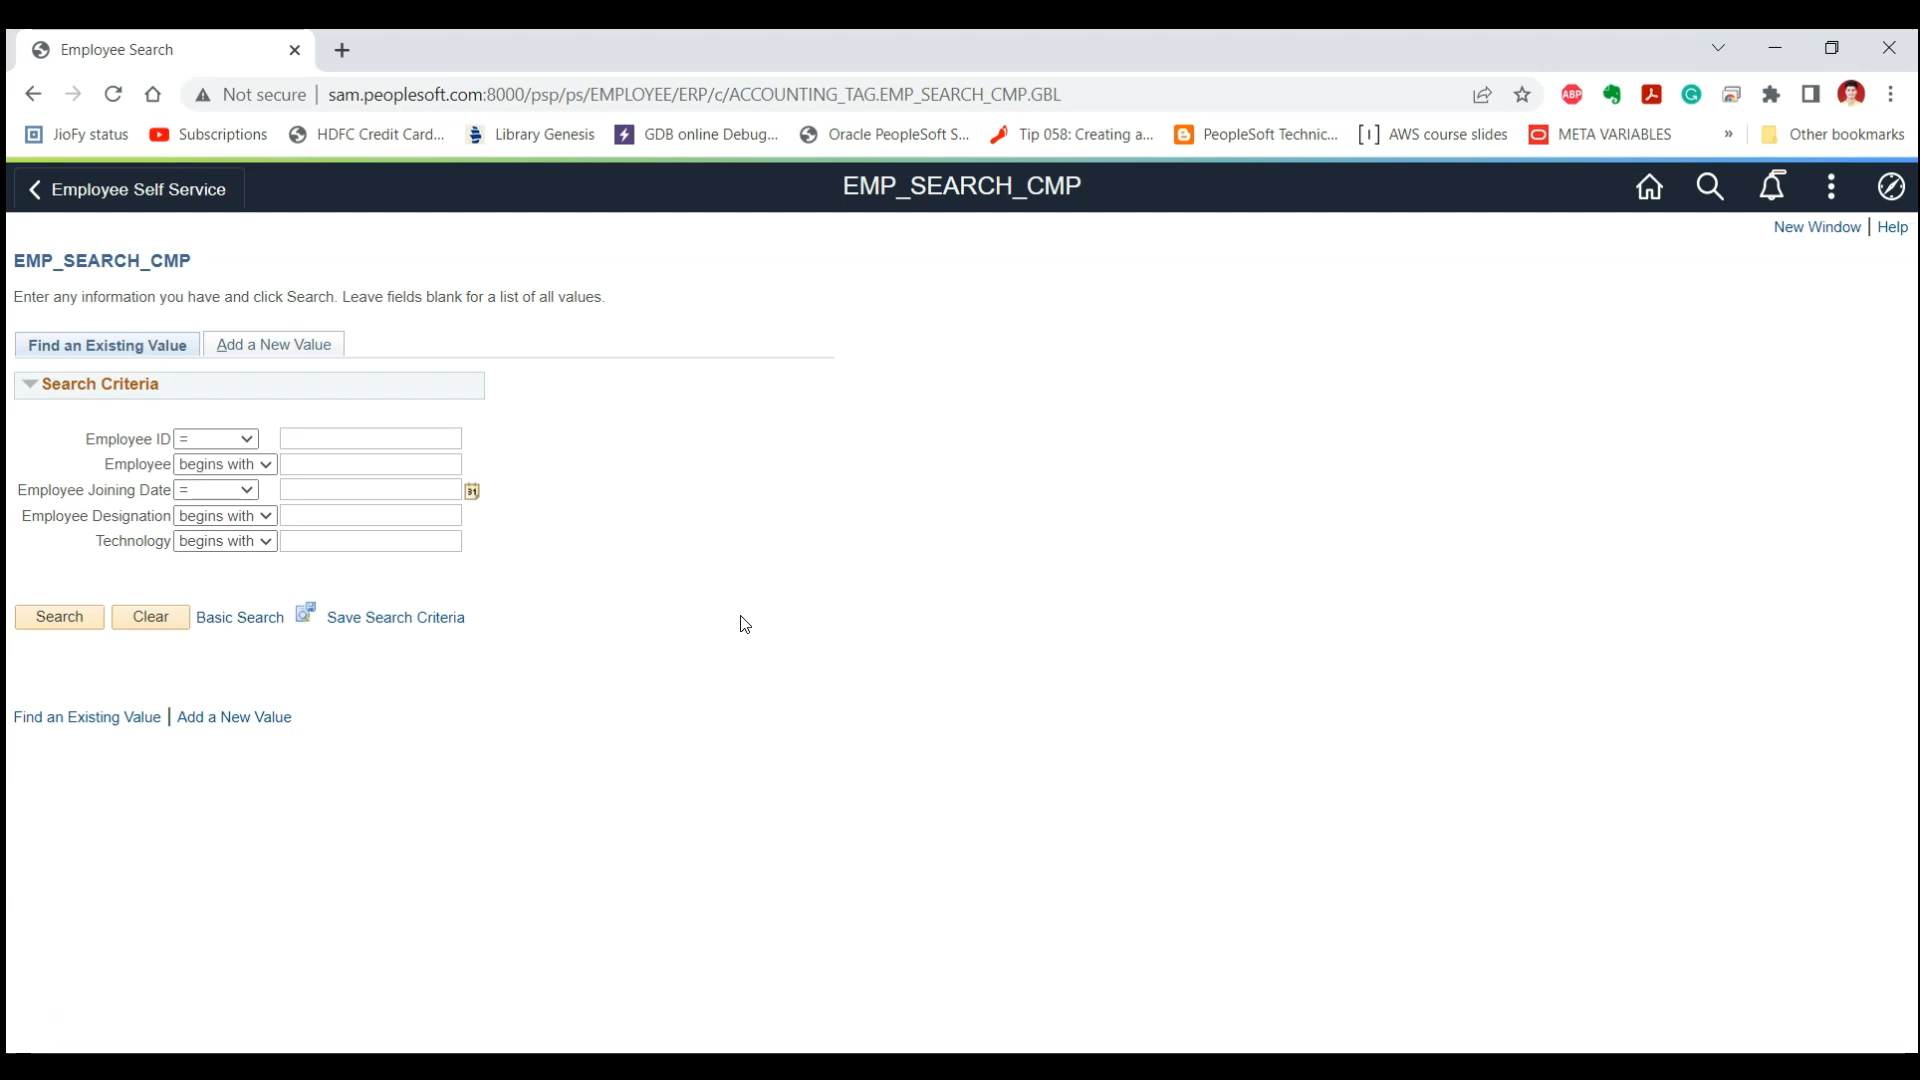 Employee Search
Not secure | sam.peoplesoft.com:8000/psp/ps/EMPLOYEE/ERP/c/ACCOUNTING_TAG.EMP_SEARCH_CMP.GBL
ABP
JioFy status Subscriptions HDFC Credit Card... Library Genesis GDB online Debug... Oracle PeopleSoft S... Tip 058: Creating a... PeopleSoft Technic... AWS course slides META VARIABLES » Other bookmarks
Employee Self Service EMP_SEARCH_CMP
New Window | Help
EMP_SEARCH_CMP
Enter any information you have and click Search. Leave fields blank for a list of all values.
Find an Existing Value Add a New Value
Search Criteria
Employee ID =
Employee begins with
Employee Joining Date = 31
Employee Designation begins with
Technology begins with
Search Clear Basic Search Save Search Criteria
Find an Existing Value | Add a New Value